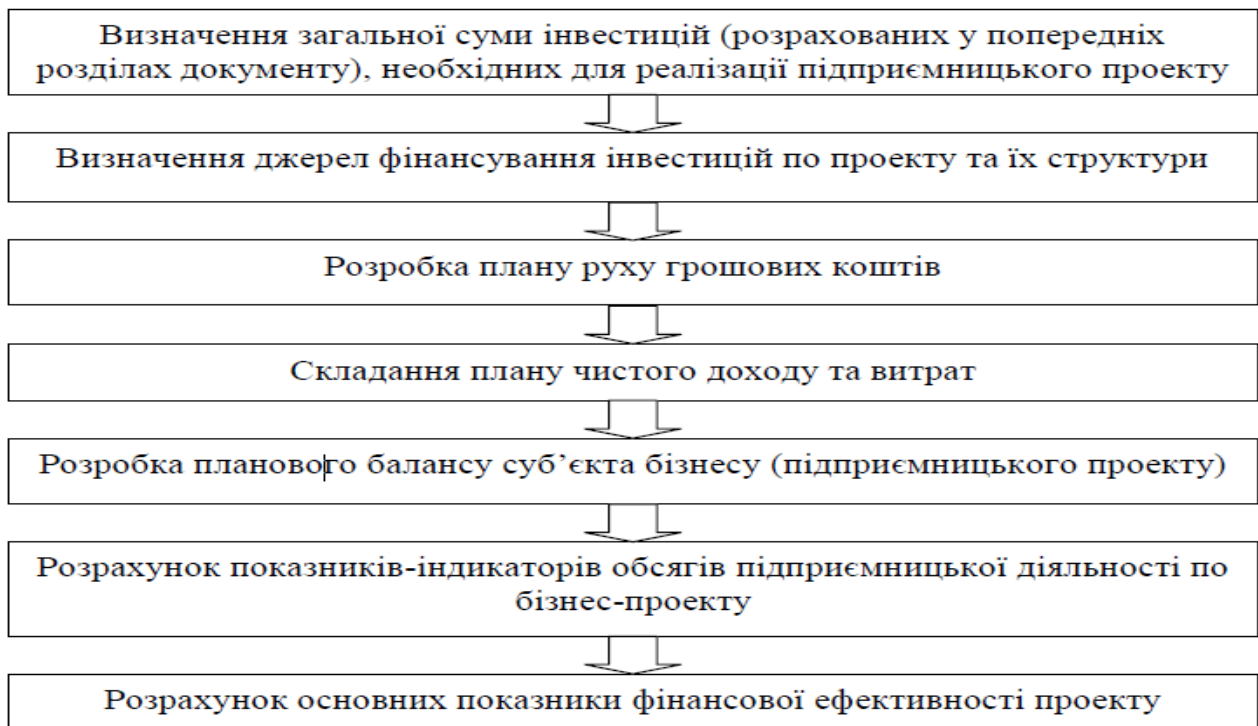 Визначення загальної суми інвестицій (розрахованих у попередніх
розділах документу), необхідних для реалізації підприємницького проекту
Визначення джерел фінансування інвестицій по проекту та їх структури
Розробка плану руху грошових коштів
Складання плану чистого доходу та витрат
Розробка планового балансу суб’єкта бізнесу (підприємницького проекту)
Розрахунок показників-індикаторів обсягів підприємницької діяльності по
бізнес-проекту
Розрахунок основних показники фінансової ефективності проекту